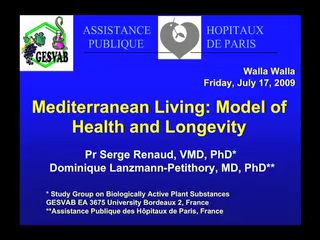 GESVAB
ASSISTANCE HOPITAUX
PUBLIQUE DE PARIS
Walla Walla
Friday, July 17, 2009
Mediterranean Living: Model of
Health and Longevity
Pr Serge Renaud, VMD, PhD*
Dominique Lanzmann-Petithory, MD, PhD**
* Study Group on Biologically Active Plant Substances
GESVAB EA 3675 University Bordeaux 2, France
**Assistance Publique des Hôpitaux de Paris, France